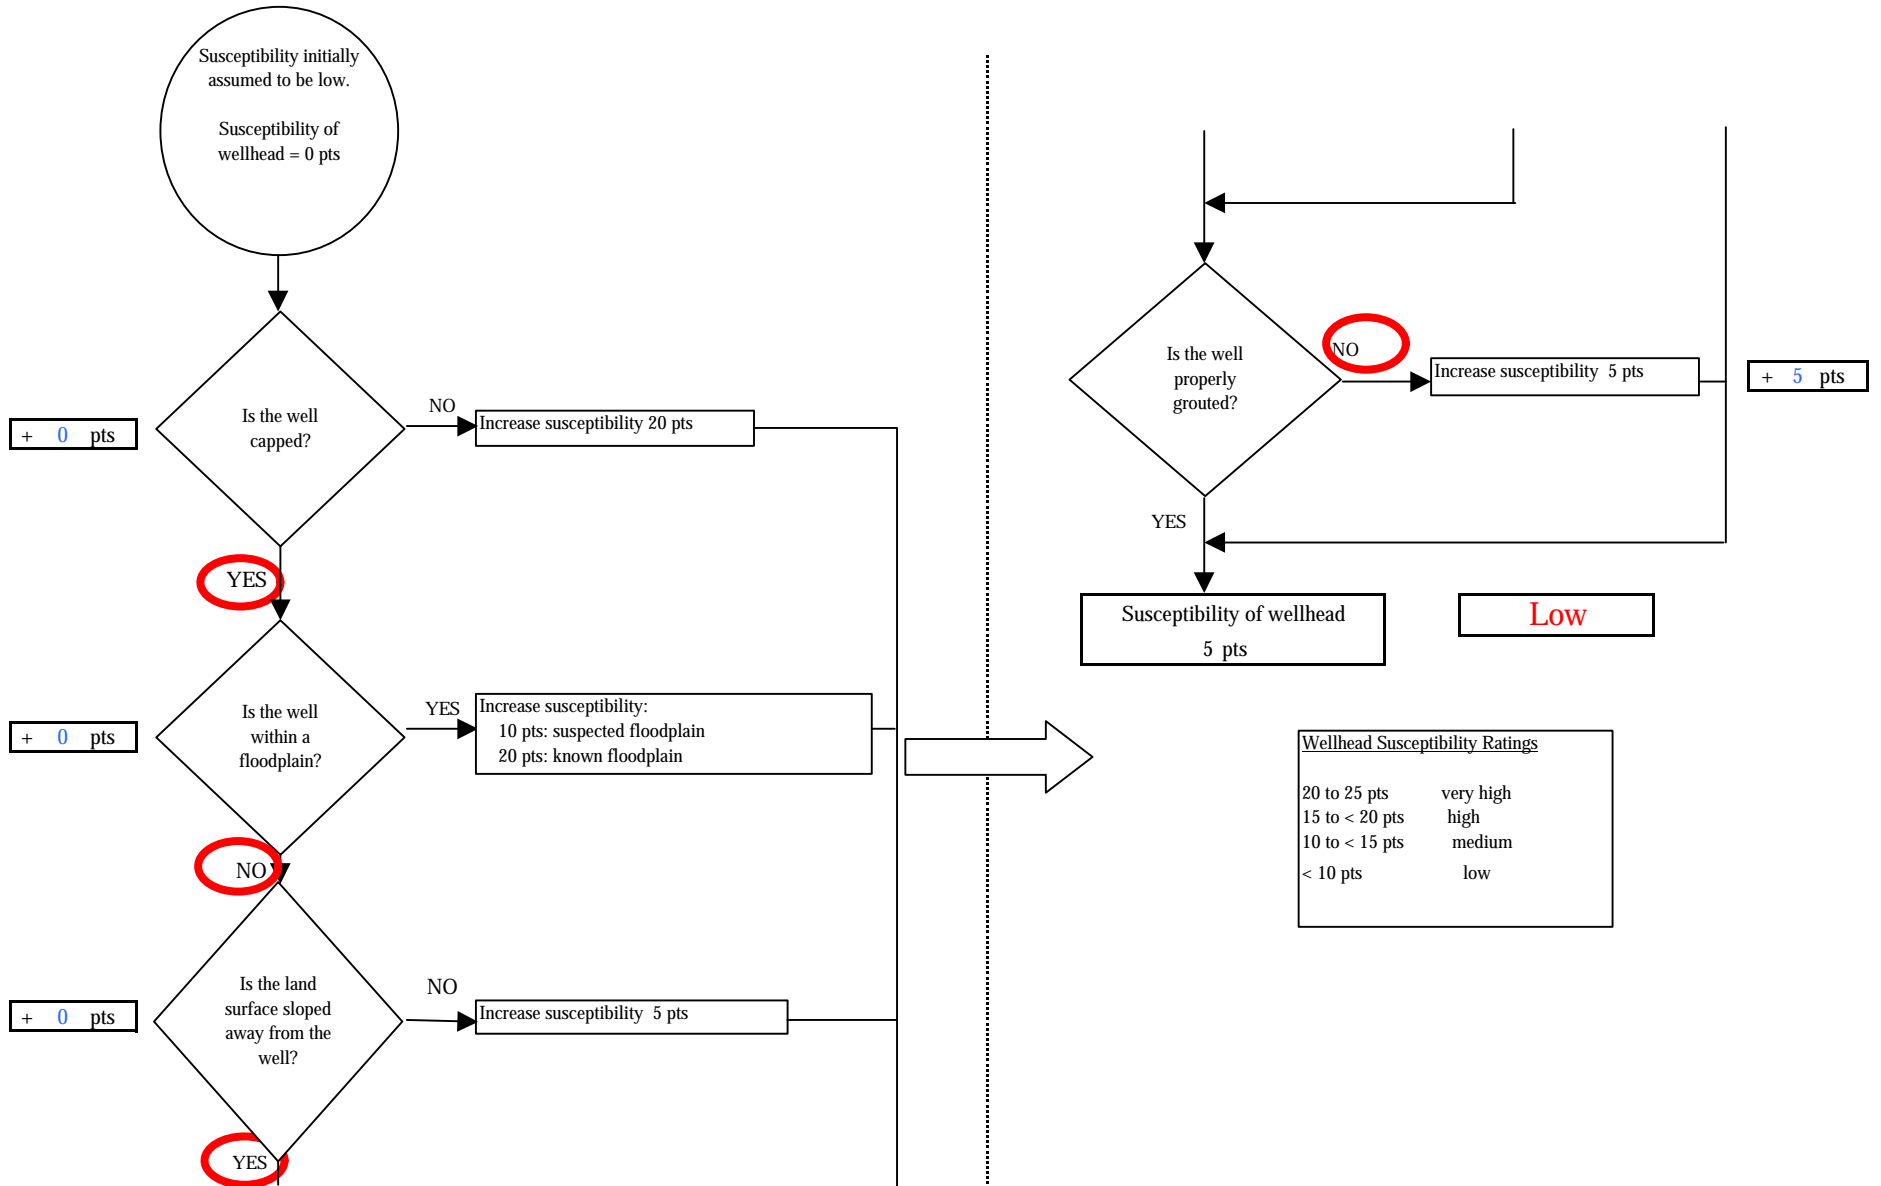 Susceptibility initially
assumed to be low.
Susceptibility of
wellhead = 0 pts
+ 0 pts
Is the well
capped?
NO
Increase susceptibility 20 pts
YES
+ 0 pts
Is the well
within a
floodplain?
YES
Increase susceptibility:
10 pts: suspected floodplain
20 pts: known floodplain
NO
+ 0 pts
Is the land
surface sloped
away from the
well?
NO
Increase susceptibility 5 pts
YES
Is the well
properly
grouted?
NO
Increase susceptibility 5 pts
+ 5 pts
YES
Susceptibility of wellhead
5 pts
Low
Wellhead Susceptibility Ratings
20 to 25 pts very high
15 to < 20 pts high
10 to < 15 pts medium
< 10 pts low